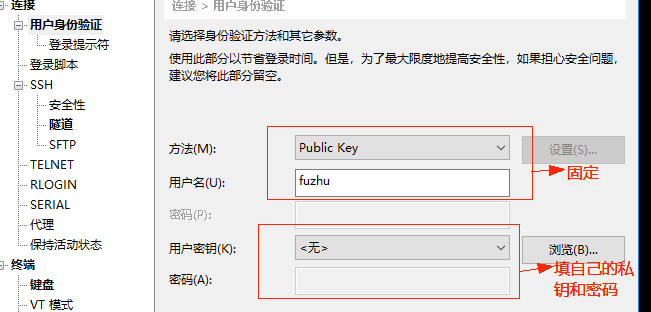 连接
用户身份验证
登录提示符
登录脚本
SSH
安全性
隧道
SFTP
TELNET
RLOGIN
SERIAL
代理
保持活动状态
终端
键盘
VT 模式
连接 > 用户身份验证
请选择身份验证方法和其它参数。
使用此部分以节省登录时间。但是，为了最大限度地提高安全性，如果担心安全问题，
建议您将此部分留空。
方法(M):
Public Key
设置(S)...
用户名(U):
fuzhu
固定
密码(P):
用户密钥(K):
<无>
浏览(B)...
密码(A):
填自己的私
钥和密码